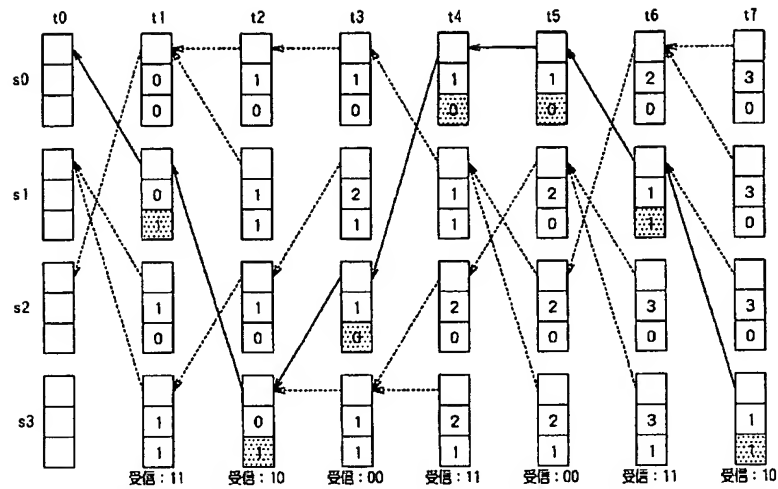 t0 t1 t2 t3 t4 t5 t6 t7
s0
0 1 1 1 1 2 3
0 0 0 0 0 0 0
s1
0 1 2 1 2 1 3
1 1 1 1 0 1 0
s2
1 1 1 2 2 3 3
0 0 0 0 0 0 0
s3
1 0 1 2 2 3 1
1 1 1 1 1 1 1
受信:11 受信:10 受信:00 受信:11 受信:00 受信:11 受信:10